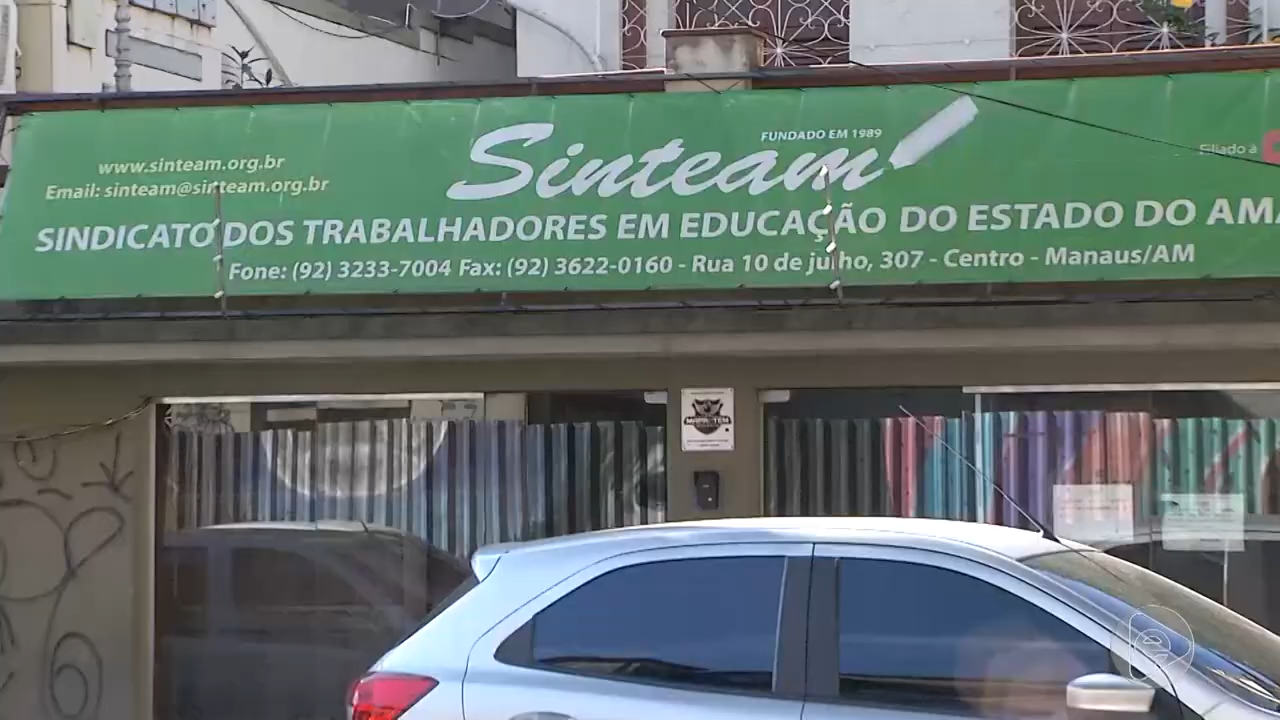 FUNDADO EM 1989
Sinteam
www.sinteam.org.br
Email: sinteam@sinteam.org.br
Filiado à
SINDICATO DOS TRABALHADORES EM EDUCAÇÃO DO ESTADO DO AM
Fone: (92) 3233-7004 Fax: (92) 3622-0160 - Rua 10 de julho, 307 - Centro - Manaus/AM